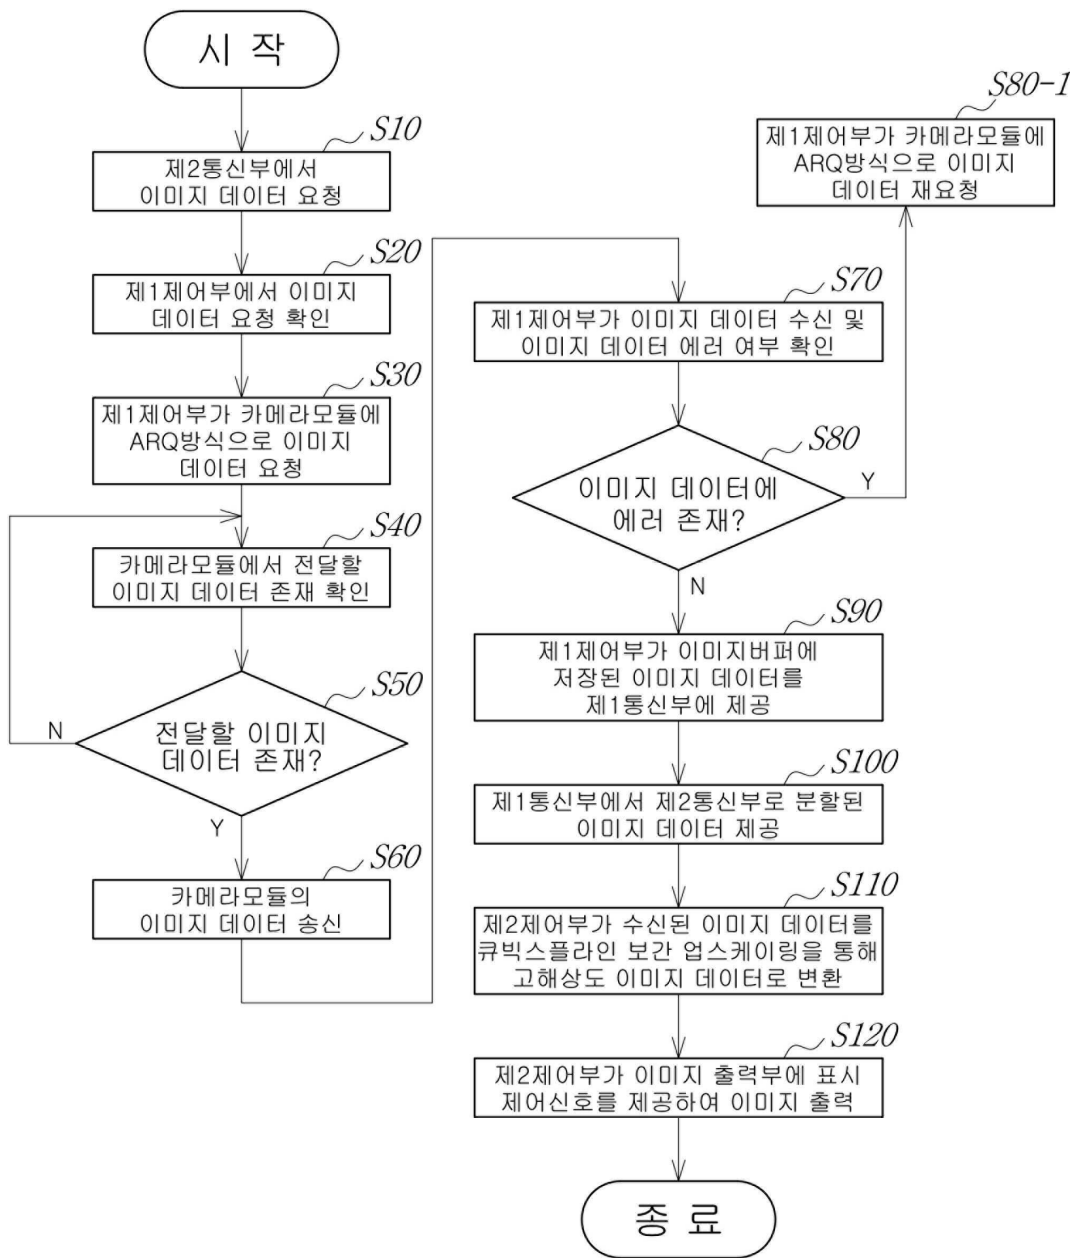 시 작
S10
제2통신부에서
이미지 데이터 요청
S20
제1제어부에서 이미지
데이터 요청 확인
S30
제1제어부가 카메라모듈에
ARQ방식으로 이미지
데이터 요청
S40
카메라모듈에서 전달할
이미지 데이터 존재 확인
S50
전달할 이미지
데이터 존재?
N
Y
S60
카메라모듈의
이미지 데이터 송신
S70
제1제어부가 이미지 데이터 수신 및
이미지 데이터 에러 여부 확인
S80
이미지 데이터에
에러 존재?
Y
N
S80-1
제1제어부가 카메라모듈에
ARQ방식으로 이미지
데이터 재요청
S90
제1제어부가 이미지버퍼에
저장된 이미지 데이터를
제1통신부에 제공
S100
제1통신부에서 제2통신부로 분할된
이미지 데이터 제공
S110
제2제어부가 수신된 이미지 데이터를
큐빅스플라인 보간 업스케이링을 통해
고해상도 이미지 데이터로 변환
S120
제2제어부가 이미지 출력부에 표시
제어신호를 제공하여 이미지 출력
종 료